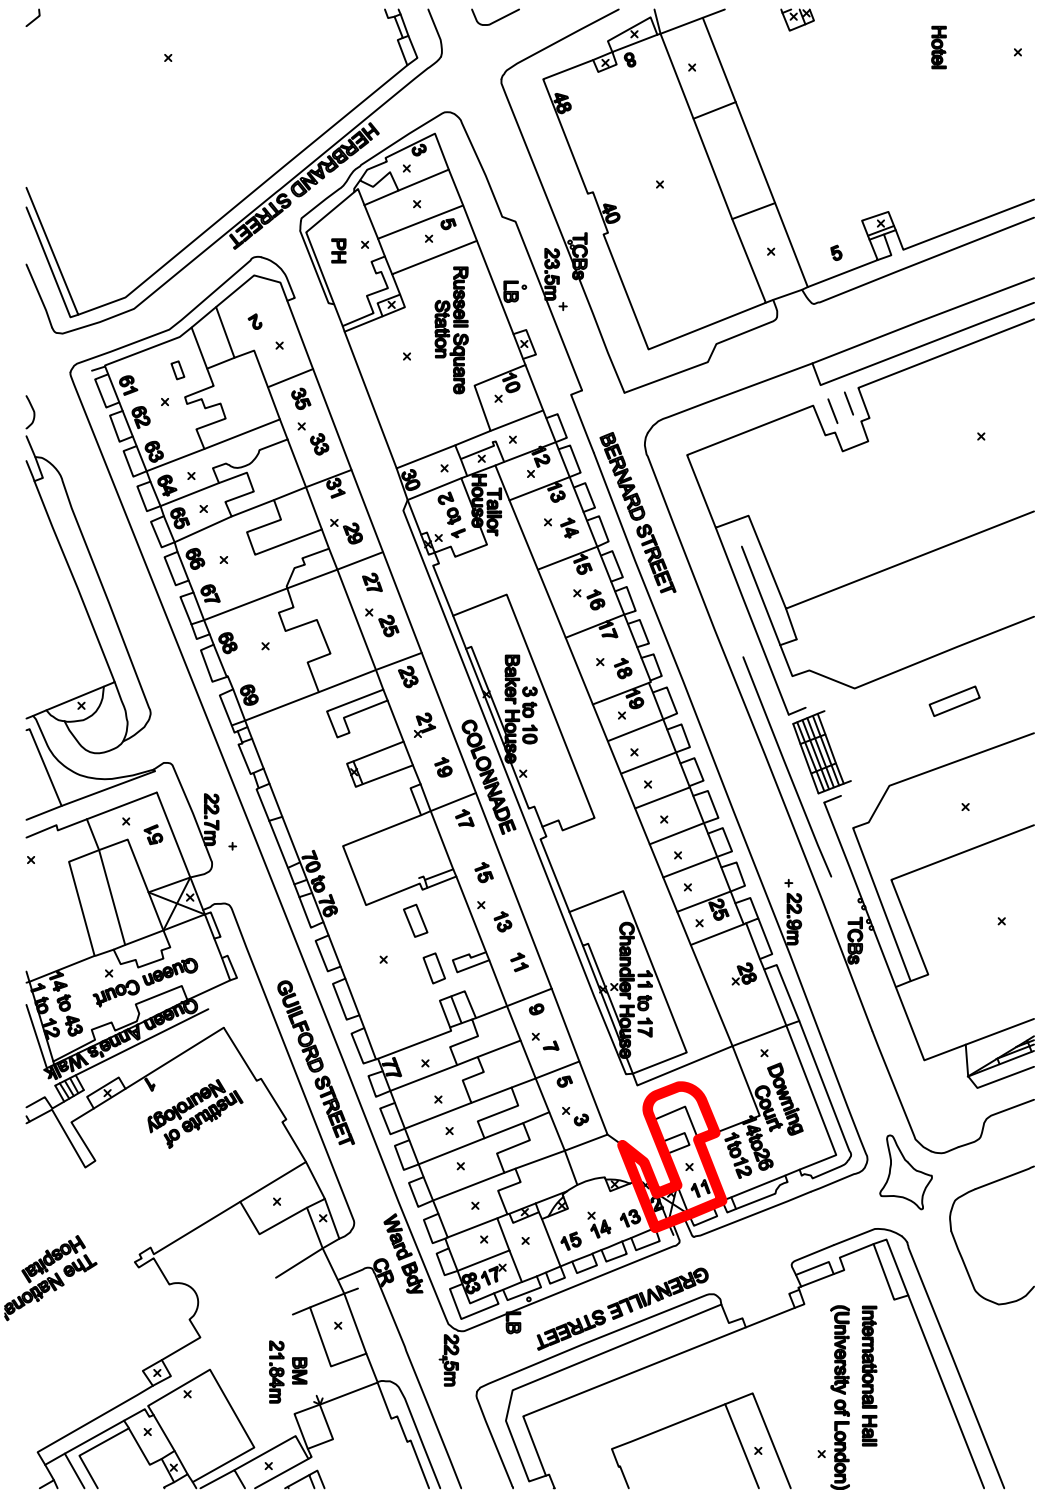 Hotel
8
48
40
5
HERBRAND STREET
3
5
PH
TCBs
23.5m
LB
Russell Square
Station
10
2
35
33
31
29
27
25
23
21
19
17
15
13
11
9
7
5
3
61
62
63
64
65
66
67
68
69
30
1 to 2
Tailor
House
12
13
14
15
16
17
18
19
25
28
BERNARD STREET
3 to 10
Baker House
COLONNADE
11 to 17
Chandler House
22.9m
TCBs
Downing
Court
14to26
1to12
11
2
13
14
15
17
83
77
70 to 76
22.7m
51
Queen Court
14 to 43
1 to 12
Queen Anne's Walk
1
Institute of
Neurology
GUILFORD STREET
Ward Bdy
CR
LB
22.5m
GRENVILLE STREET
BM
21.84m
The National
Hospital
International Hall
(University of London)